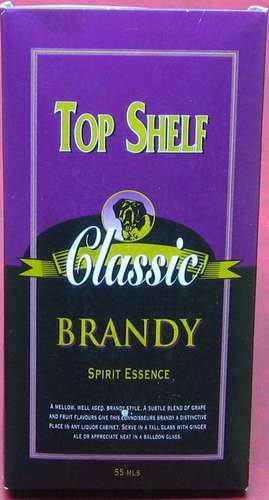 TOP SHELF
Classic
BRANDY
SPIRIT ESSENCE
A MELLOW, WELL AGED, BRANDY STYLE. A SUBTLE BLEND OF GRAPE
AND FRUIT FLAVOURS GIVE THIS CONNOISSEURS BRANDY A DISTINCTIVE
PLACE IN ANY LIQUOR CABINET. SERVE IN A TALL GLASS WITH GINGER
ALE OR APPRECIATE NEAT IN A BALLOON GLASS.
55 MLS